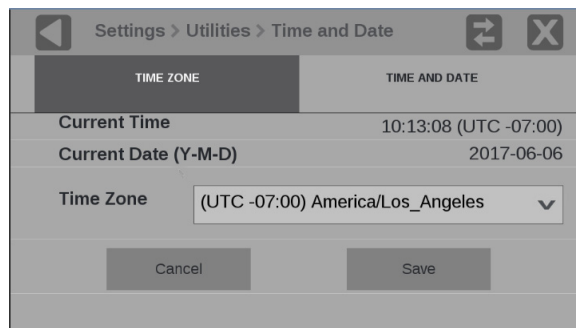 Settings > Utilities > Time and Date
TIME ZONE TIME AND DATE
Current Time 10:13:08 (UTC -07:00)
Current Date (Y-M-D) 2017-06-06
Time Zone (UTC -07:00) America/Los_Angeles
Cancel Save